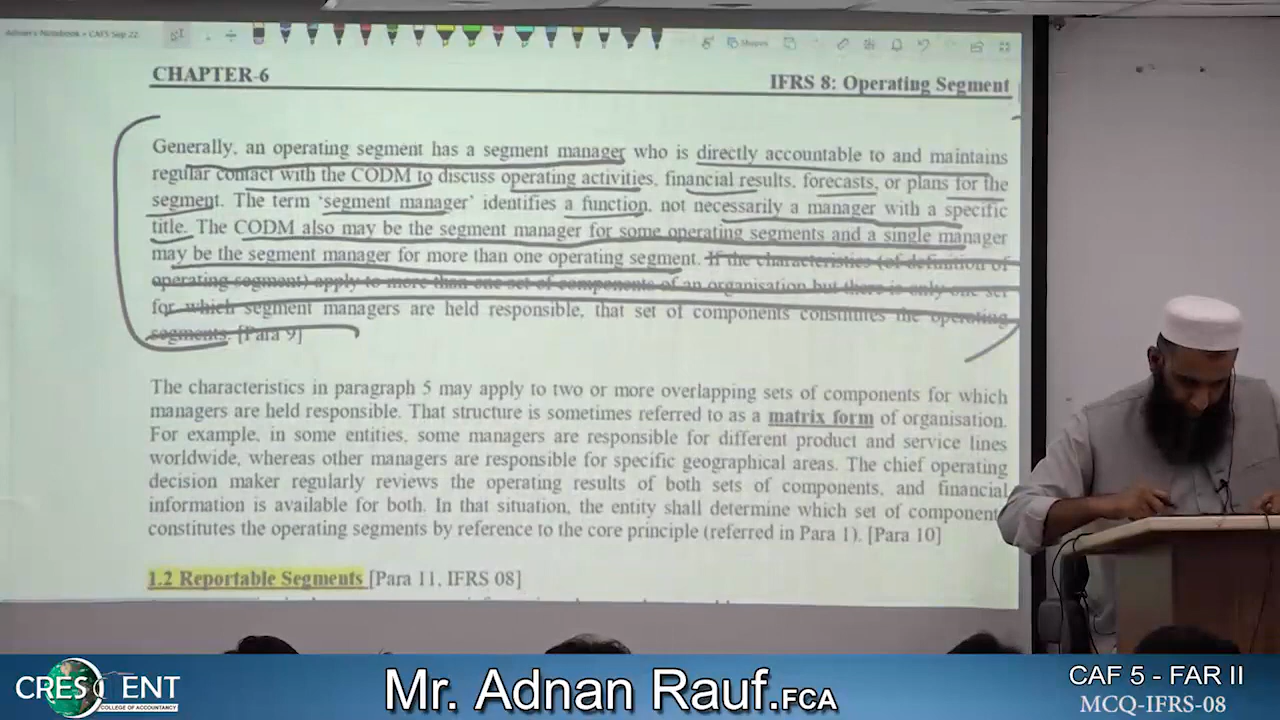 Adnan's Notebook • CAF5 Sep 22
Shapes
CHAPTER-6
IFRS 8: Operating Segment
Generally, an operating segment has a segment manager who is directly accountable to and maintains
regular contact with the CODM to discuss operating activities, financial results, forecasts, or plans for the
segment. The term 'segment manager' identifies a function, not necessarily a manager with a specific
title. The CODM also may be the segment manager for some operating segments and a single manager
may be the segment manager for more than one operating segment. If the characteristics (of definition of
operating segment) apply to more than one set of components of an organisation but there is only one set
for which segment managers are held responsible, that set of components constitutes the operating
segments. [Para 9]
The characteristics in paragraph 5 may apply to two or more overlapping sets of components for which
managers are held responsible. That structure is sometimes referred to as a matrix form of organisation.
For example, in some entities, some managers are responsible for different product and service lines
worldwide, whereas other managers are responsible for specific geographical areas. The chief operating
decision maker regularly reviews the operating results of both sets of components, and financial
information is available for both. In that situation, the entity shall determine which set of component
constitutes the operating segments by reference to the core principle (referred in Para 1). [Para 10]
1.2 Reportable Segments [Para 11, IFRS 08]
CRESCENT
COLLEGE OF ACCOUNTANCY
Mr. Adnan Rauf.FCA
CAF 5 - FAR II
MCQ-IFRS-08